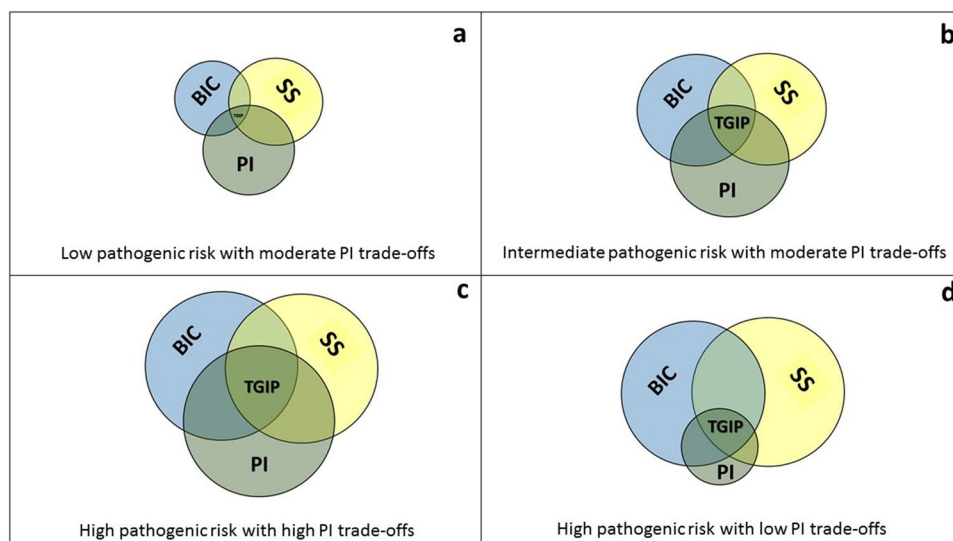 a
BIC
SS
TGIP
PI
Low pathogenic risk with moderate PI trade-offs
b
BIC
SS
TGIP
PI
Intermediate pathogenic risk with moderate PI trade-offs
c
BIC
SS
TGIP
PI
High pathogenic risk with high PI trade-offs
d
BIC
SS
TGIP
PI
High pathogenic risk with low PI trade-offs